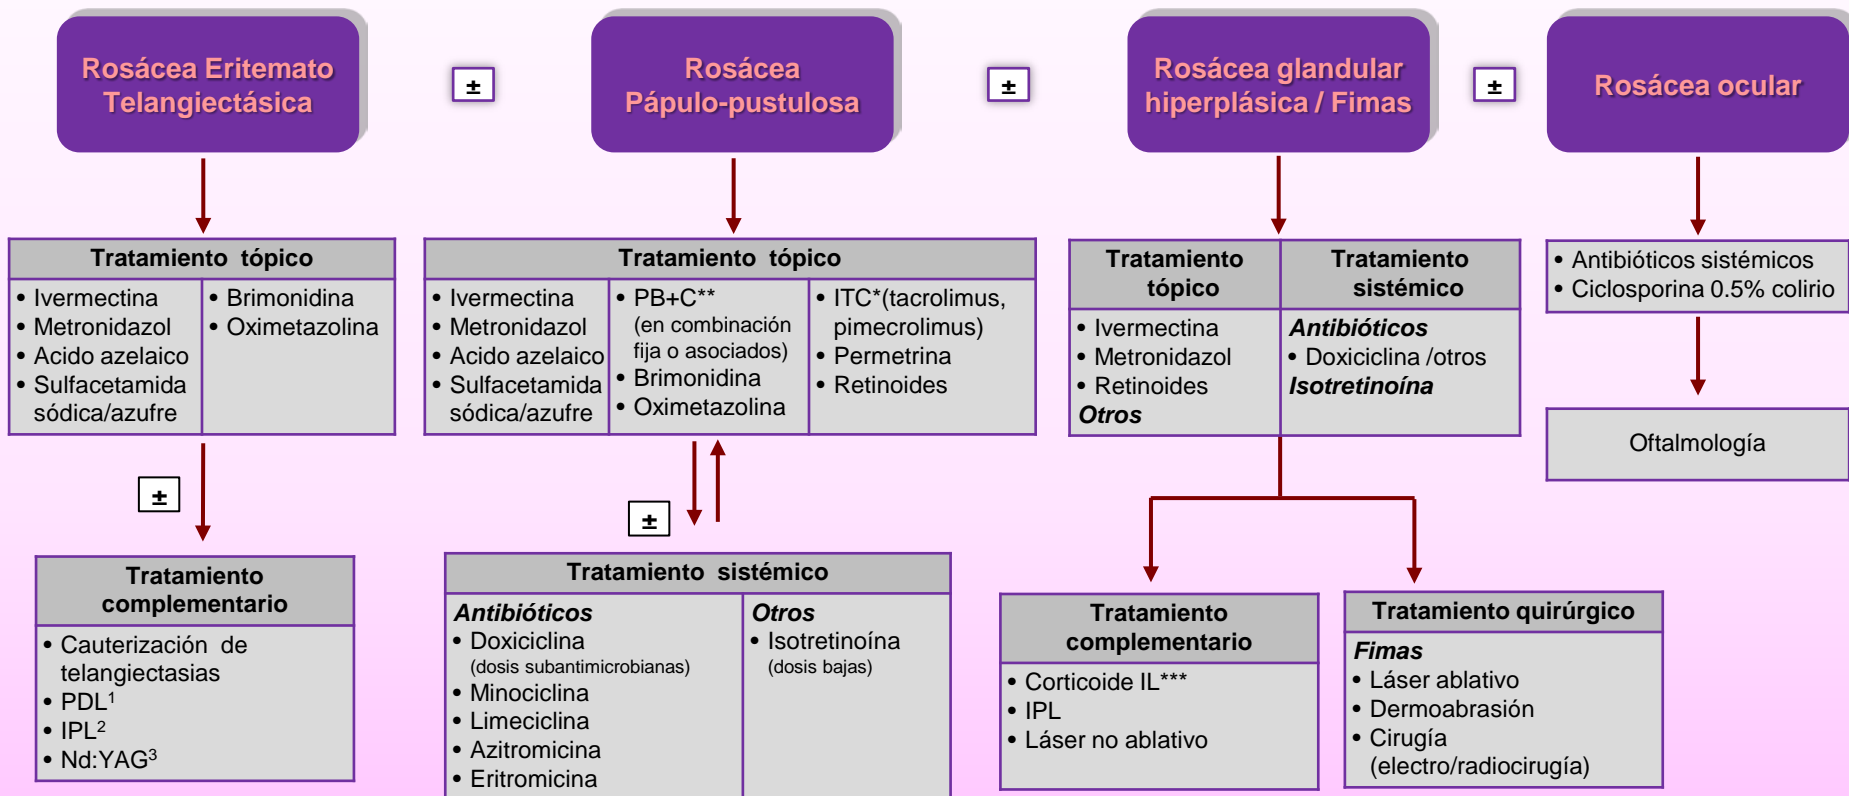 Rosácea Eritemato
Telangiectásica
±
Rosácea
Pápulo-pustulosa
±
Rosácea glandular
hiperplásica / Fimas
±
Rosácea ocular
Tratamiento tópico
• Ivermectina
• Metronidazol
• Acido azelaico
• Sulfacetamida
sódica/azufre
• Brimonidina
• Oximetazolina
±
Tratamiento
complementario
• Cauterización de
telangiectasias
• PDL¹
• IPL²
• Nd:YAG³
Tratamiento tópico
• Ivermectina
• Metronidazol
• Acido azelaico
• Sulfacetamida
sódica/azufre
• PB+C**
(en combinación
fija o asociados)
• Brimonidina
• Oximetazolina
• ITC*(tacrolimus,
pimecrolimus)
• Permetrina
• Retinoides
±
Tratamiento sistémico
Antibióticos
• Doxiciclina
(dosis subantimicrobianas)
• Minociclina
• Limeciclina
• Azitromicina
• Eritromicina
Otros
• Isotretinoína
(dosis bajas)
Tratamiento
tópico
• Ivermectina
• Metronidazol
• Retinoides
Otros
Tratamiento
sistémico
Antibióticos
• Doxiciclina /otros
Isotretinoína
Tratamiento
complementario
• Corticoide IL***
• IPL
• Láser no ablativo
Tratamiento quirúrgico
Fimas
• Láser ablativo
• Dermoabrasión
• Cirugía
(electro/radiocirugía)
• Antibióticos sistémicos
• Ciclosporina 0.5% colirio
Oftalmología